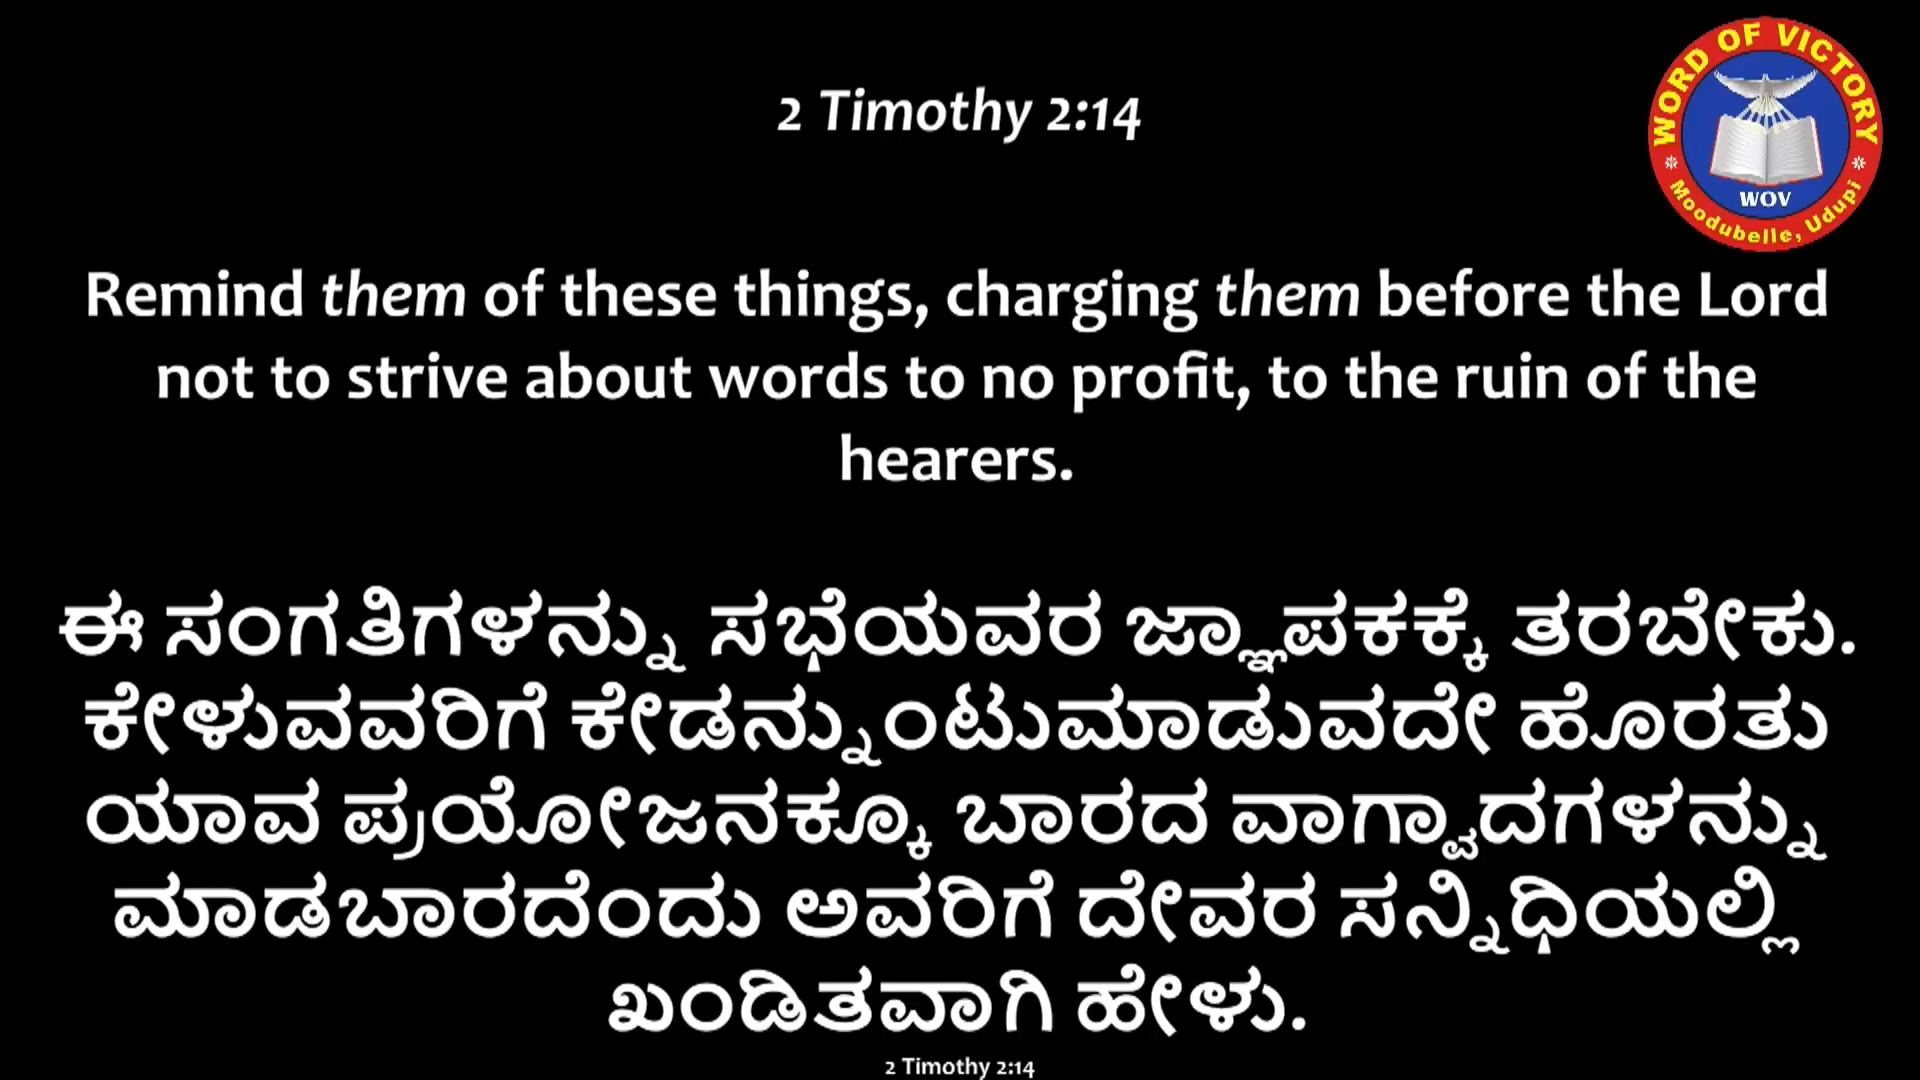 2 Timothy 2:14
WORD OF VICTORY
WOV
Moodubelle, Udupi
Remind them of these things, charging them before the Lord
not to strive about words to no profit, to the ruin of the
hearers.
ಈ ಸಂಗತಿಗಳನ್ನು ಸಭೆಯವರ ಜ್ಞಾಪಕಕ್ಕೆ ತರಬೇಕು.
ಕೇಳುವವರಿಗೆ ಕೇಡನ್ನುಂಟುಮಾಡುವದೇ ಹೊರತು
ಯಾವ ಪ್ರಯೋಜನಕ್ಕೂ ಬಾರದ ವಾಗ್ವಾದಗಳನ್ನು
ಮಾಡಬಾರದೆಂದು ಅವರಿಗೆ ದೇವರ ಸನ್ನಿಧಿಯಲ್ಲಿ
ಖಂಡಿತವಾಗಿ ಹೇಳು.
2 Timothy 2:14